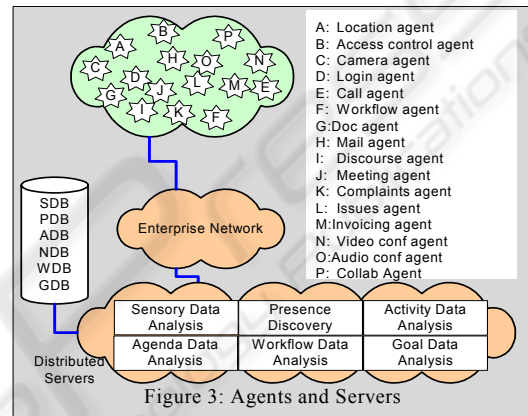 B
P
A
H
O
N
C
D
L
M
E
G
J
I
K
F
A: Location agent
B: Access control agent
C: Camera agent
D: Login agent
E: Call agent
F: Workflow agent
G:Doc agent
H: Mail agent
I: Discourse agent
J: Meeting agent
K: Complaints agent
L: Issues agent
M:Invoicing agent
N: Video conf agent
O:Audio conf agent
P: Collab Agent
SDB
PDB
ADB
NDB
WDB
GDB
Enterprise Network
Distributed
Servers
Sensory Data
Analysis
Presence
Discovery
Activity Data
Analysis
Agenda Data
Analysis
Workflow Data
Analysis
Goal Data
Analysis
Figure 3: Agents and Servers